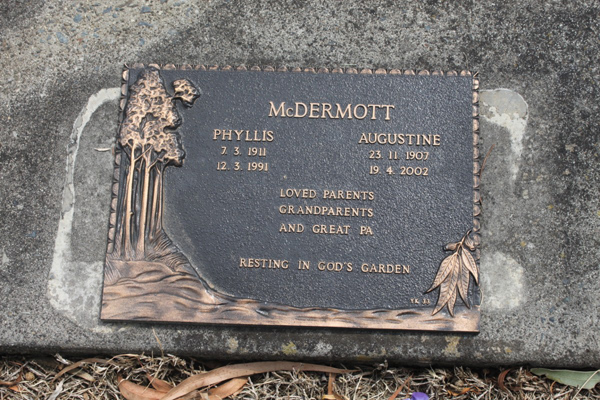 McDERMOTT
PHYLLIS
7. 3. 1911
12. 3. 1991
AUGUSTINE
23. 11. 1907
19. 4. 2002
LOVED PARENTS
GRANDPARENTS
AND GREAT PA
RESTING IN GOD'S GARDEN